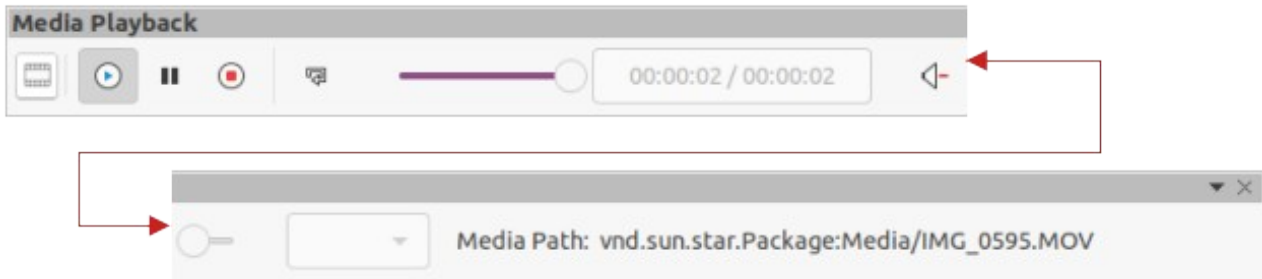 Media Playback
00:00:02 / 00:00:02
Media Path: vnd.sun.star.Package:Media/IMG_0595.MOV